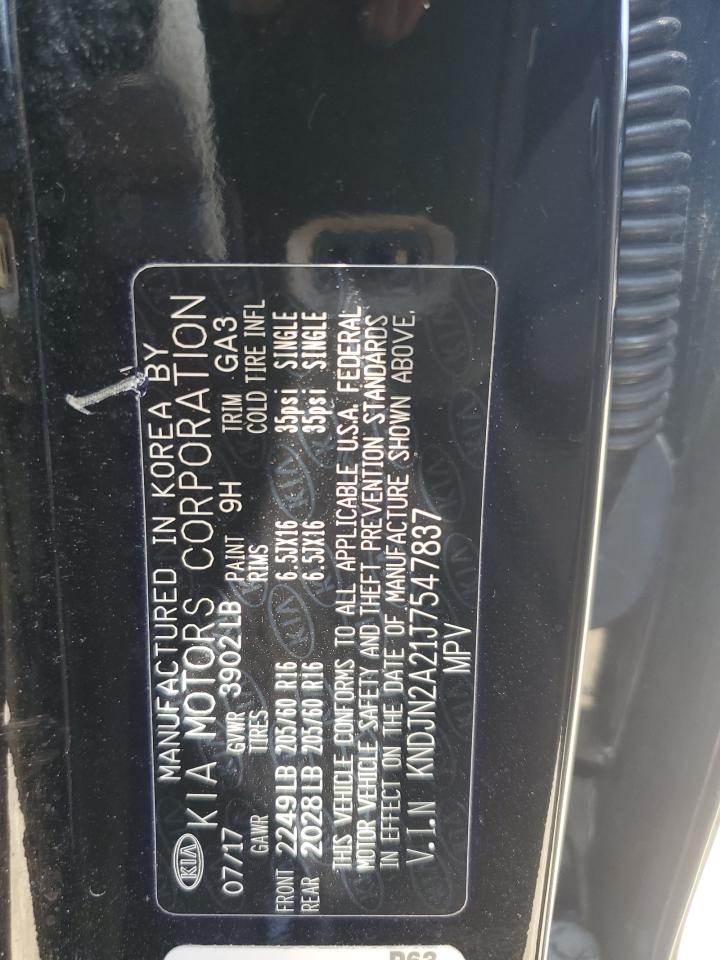 KIA
MANUFACTURED IN KOREA BY
KIA MOTORS CORPORATION
07/17 GVWR 3902LB PAINT 9H TRIM GA3
GAWR TIRES RIMS COLD TIRE INFL
FRONT 2249LB 205/60 R16 6.5JX16 35psi SINGLE
REAR 2028LB 205/60 R16 6.5JX16 35psi SINGLE
THIS VEHICLE CONFORMS TO ALL APPLICABLE U.S.A. FEDERAL
MOTOR VEHICLE SAFETY AND THEFT PREVENTION STANDARDS
IN EFFECT ON THE DATE OF MANUFACTURE SHOWN ABOVE.
V.I.N KNDJN2A21J7547837
MPV